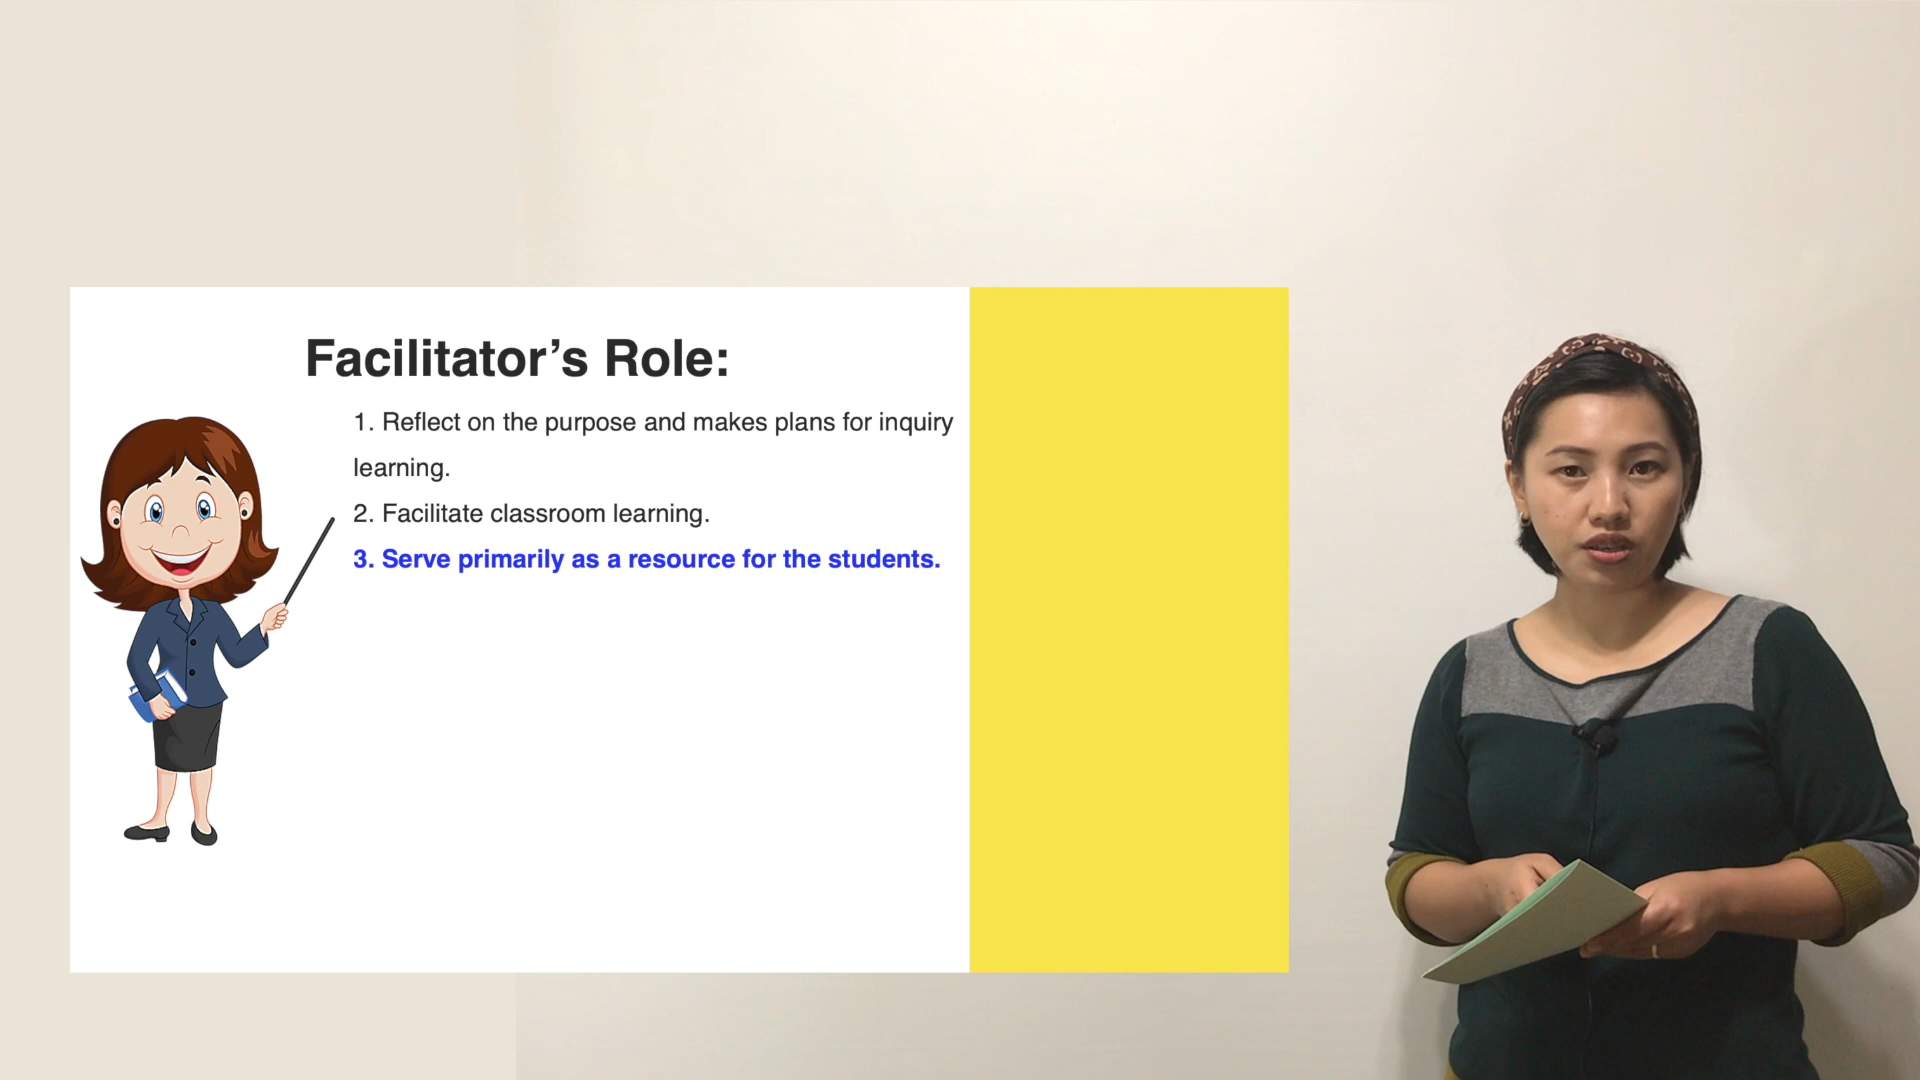 Facilitator’s Role:
1. Reflect on the purpose and makes plans for inquiry
learning.
2. Facilitate classroom learning.
3. Serve primarily as a resource for the students.